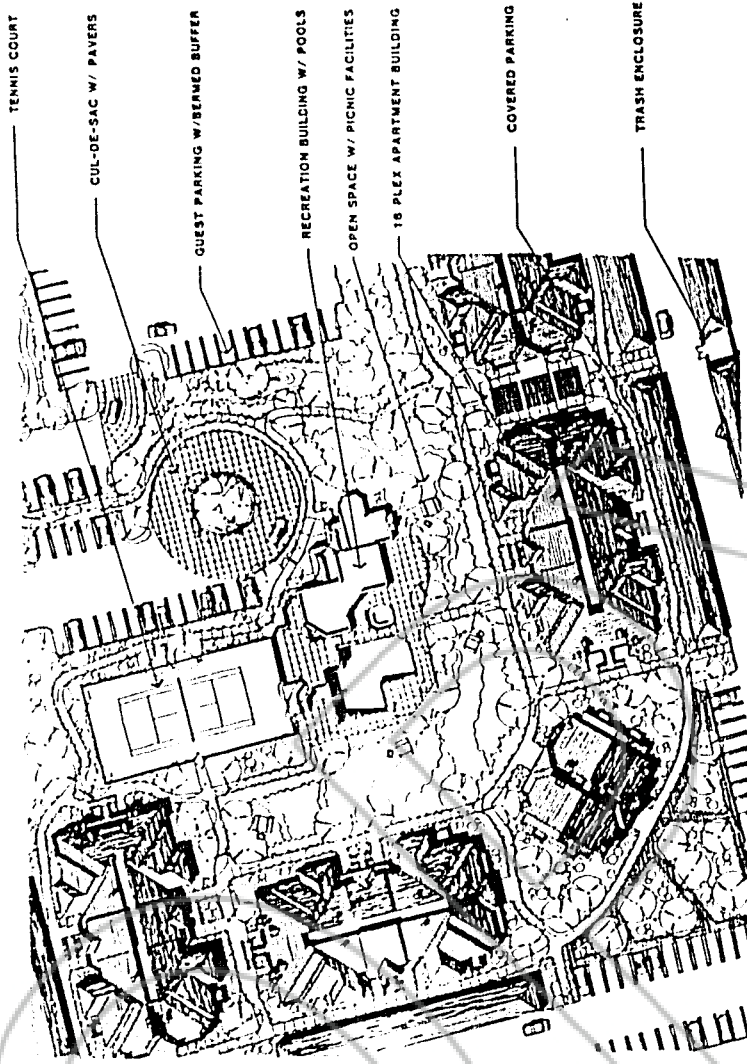 TENNIS COURT
CUL-DE-SAC W/ PAVERS
GUEST PARKING W/BERMED BUFFER
RECREATION BUILDING W/ POOLS
OPEN SPACE W/ PICNIC FACILITIES
16 PLEX APARTMENT BUILDING
COVERED PARKING
TRASH ENCLOSURE